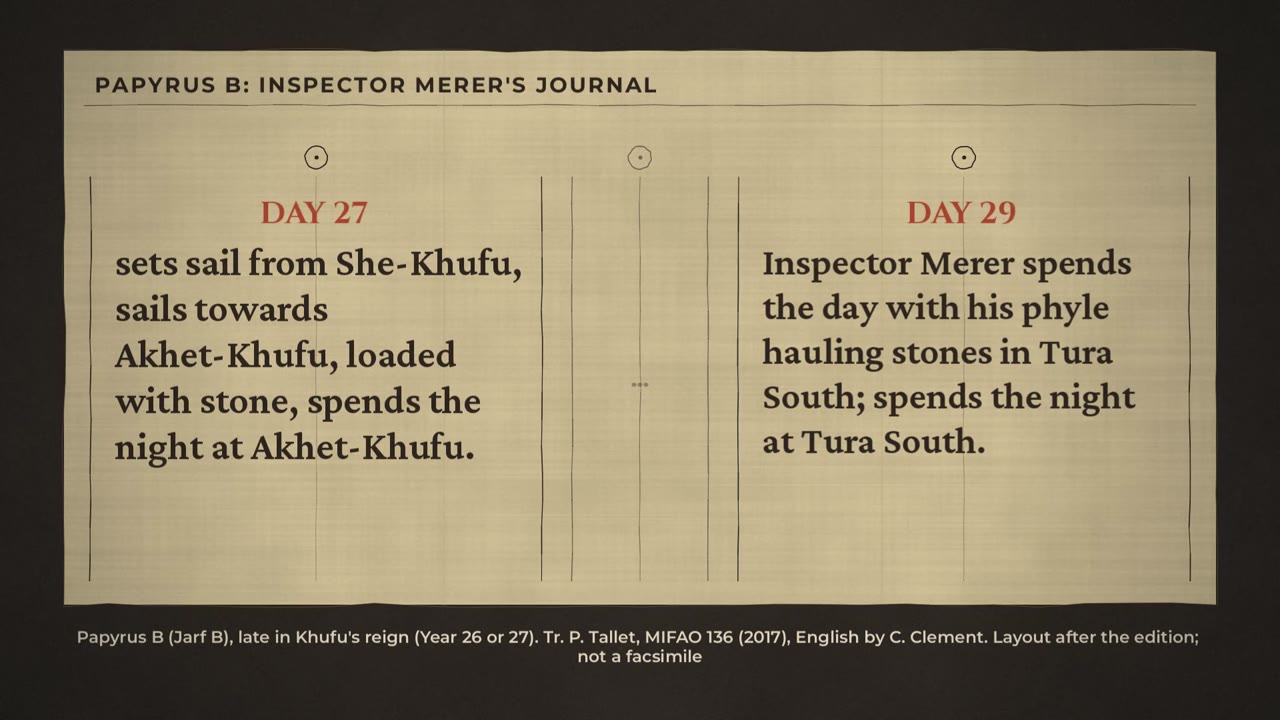 PAPYRUS B: INSPECTOR MERER'S JOURNAL
DAY 27
sets sail from She-Khufu,
sails towards
Akhet-Khufu, loaded
with stone, spends the
night at Akhet-Khufu.
...
DAY 29
Inspector Merer spends
the day with his phyle
hauling stones in Tura
South; spends the night
at Tura South.
Papyrus B (Jarf B), late in Khufu's reign (Year 26 or 27). Tr. P. Tallet, MIFAO 136 (2017), English by C. Clement. Layout after the edition;
not a facsimile